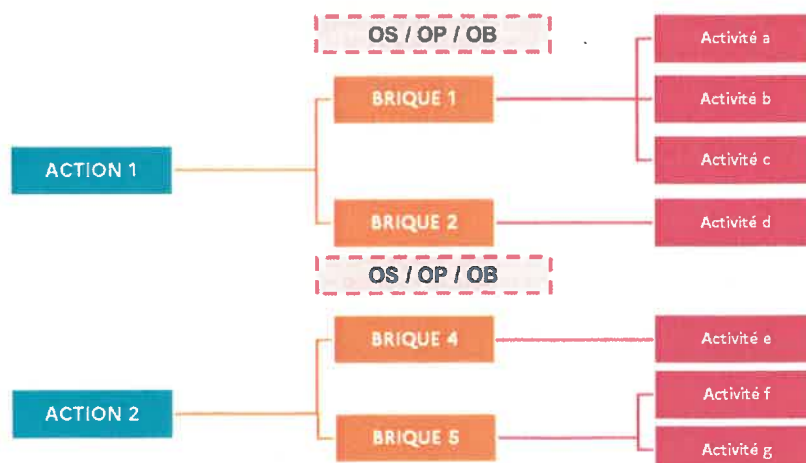 OS / OP / OB
Activité a
BRIQUE 1
Activité b
ACTION 1
Activité c
BRIQUE 2
Activité d
OS / OP / OB
BRIQUE 4
Activité e
ACTION 2
Activité f
BRIQUE 5
Activité g